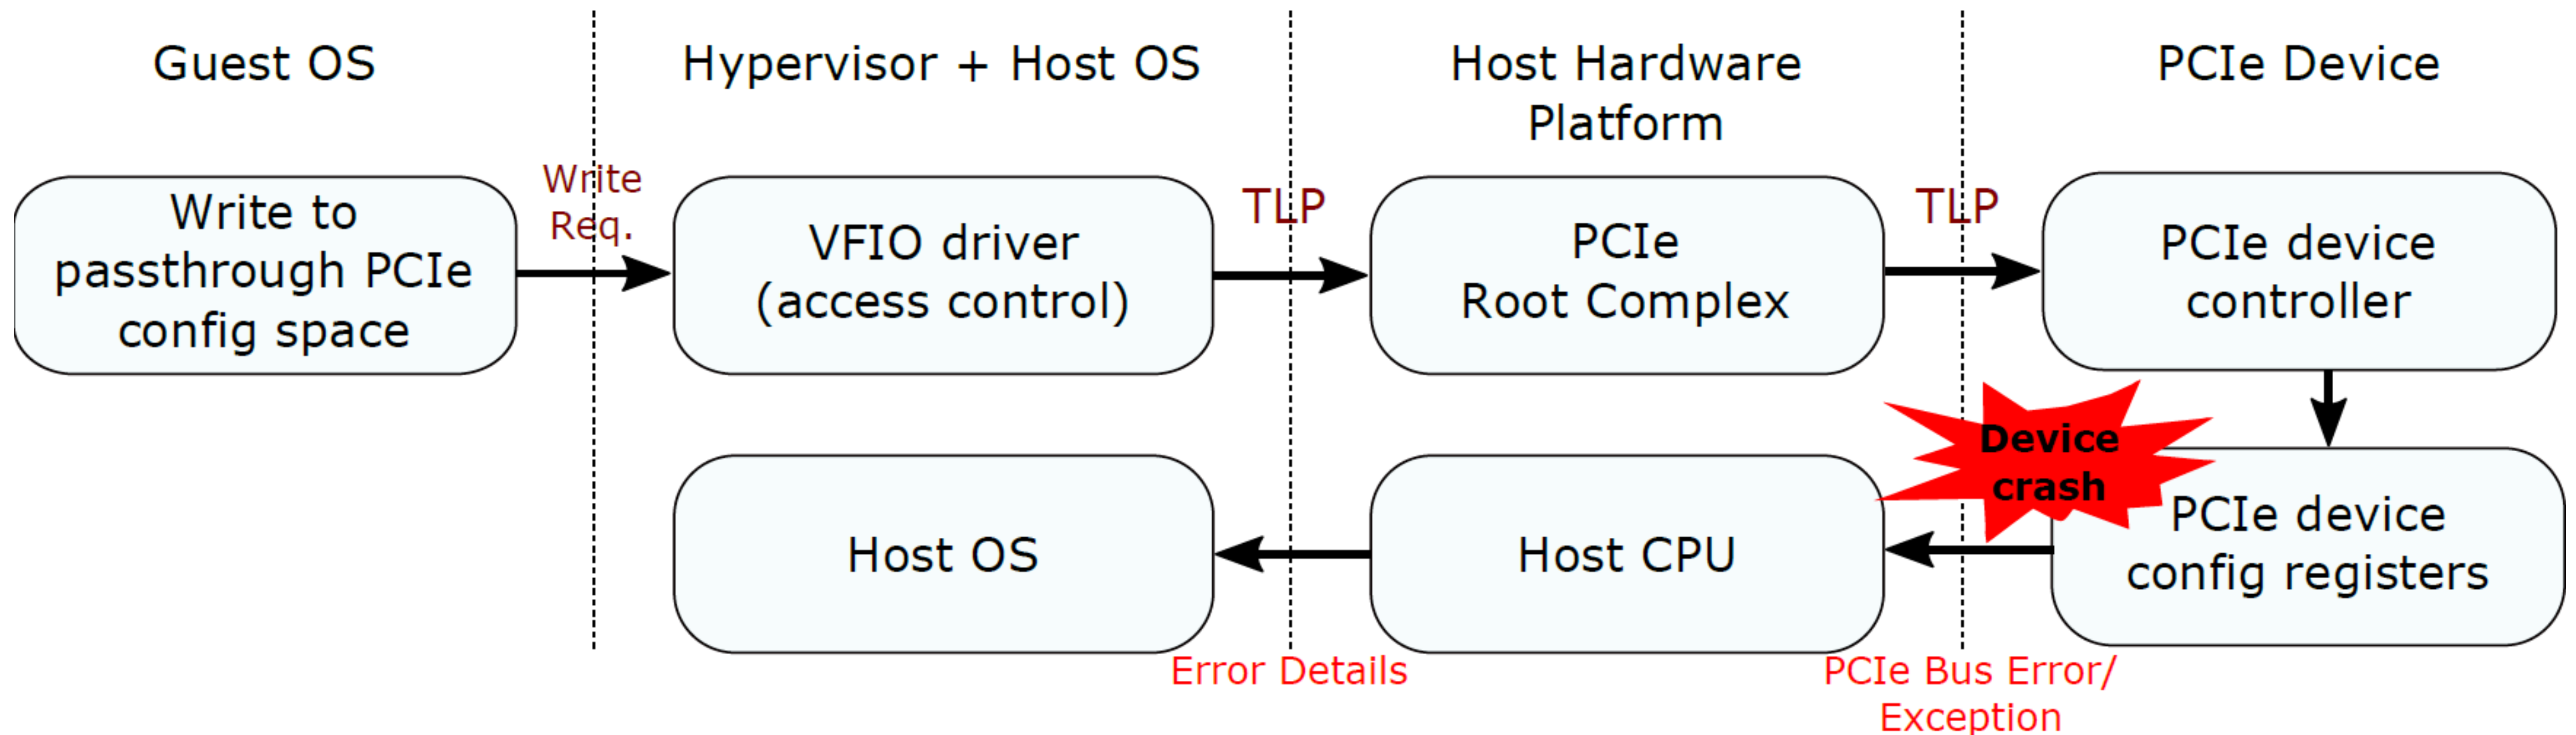 Guest OS
Hypervisor + Host OS
Host Hardware
Platform
PCIe Device
Write to
passthrough PCIe
config space
Write
Req.
VFIO driver
(access control)
TLP
PCIe
Root Complex
TLP
PCIe device
controller
Device
crash
PCIe device
config registers
Host CPU
Host OS
Error Details
PCIe Bus Error/
Exception